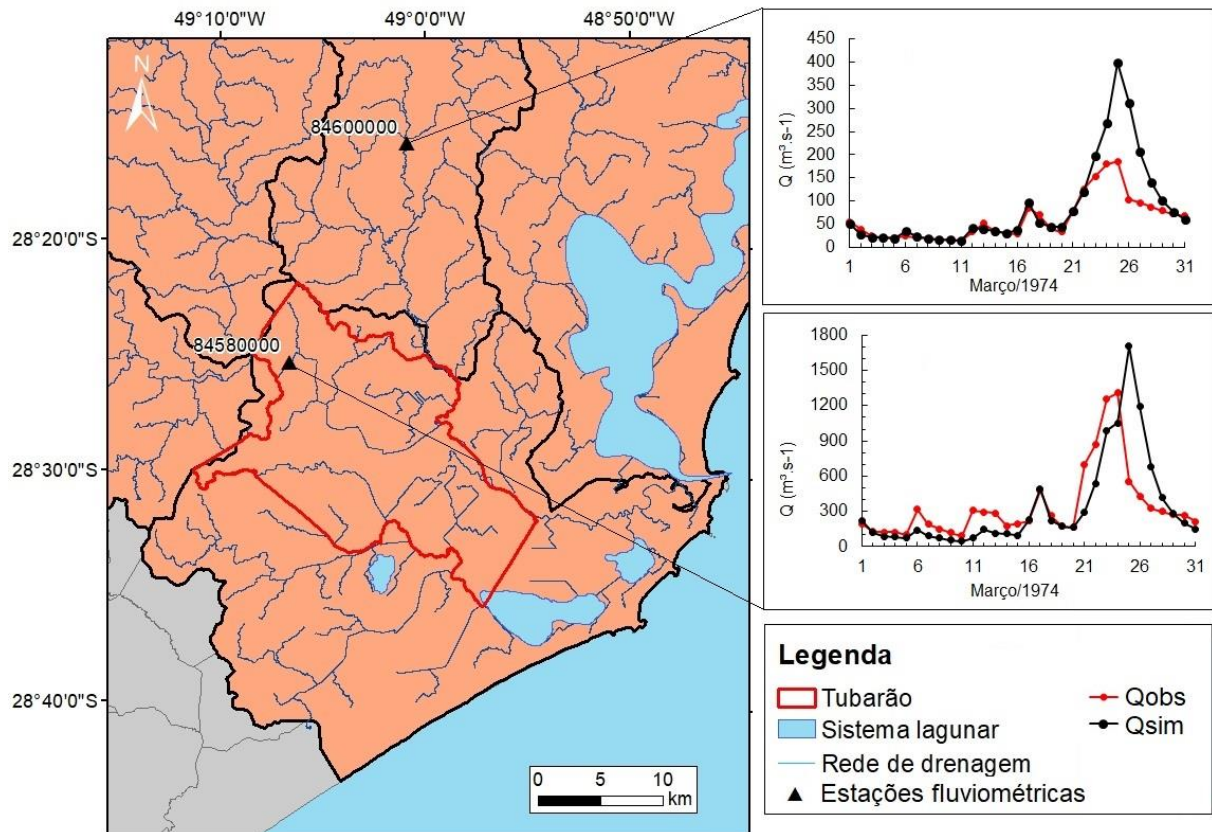 49°10'0"W 49°0'0"W 48°50'0"W
N
84600000
28°20'0"S
84580000
28°30'0"S
28°40'0"S
0 5 10
km
450
400
350
300
250
200
150
100
50
0
Q (m³.s-1)
1 6 11 16 21 26 31
Março/1974
1800
1500
1200
900
600
300
0
Q (m³.s-1)
1 6 11 16 21 26 31
Março/1974
Legenda
Tubarão
Sistema lagunar
Rede de drenagem
Estações fluviométricas
Qobs
Qsim